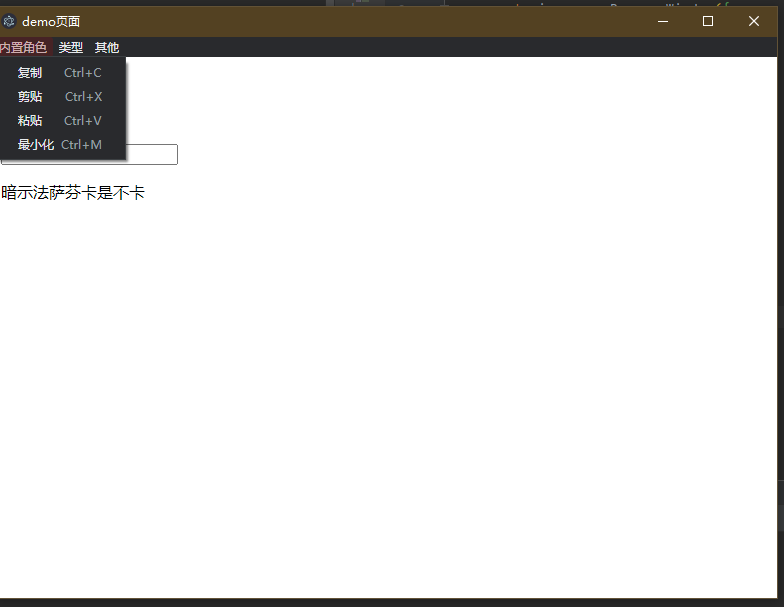 demo页面
内置角色 类型 其他
复制 Ctrl+C
剪贴 Ctrl+X
粘贴 Ctrl+V
最小化 Ctrl+M
暗示法萨芬卡是不卡